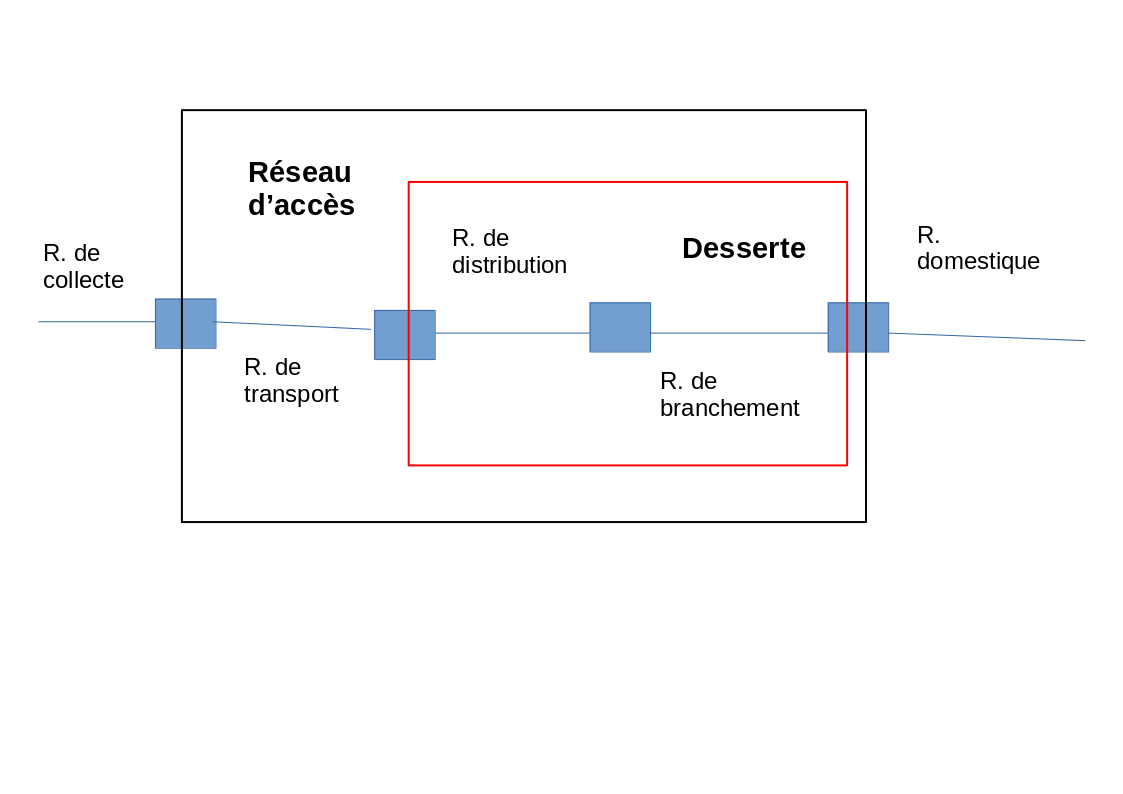 Réseau
d’accès
R. de
collecte
R. de
transport
R. de
distribution
Desserte
R. de
branchement
R.
domestique